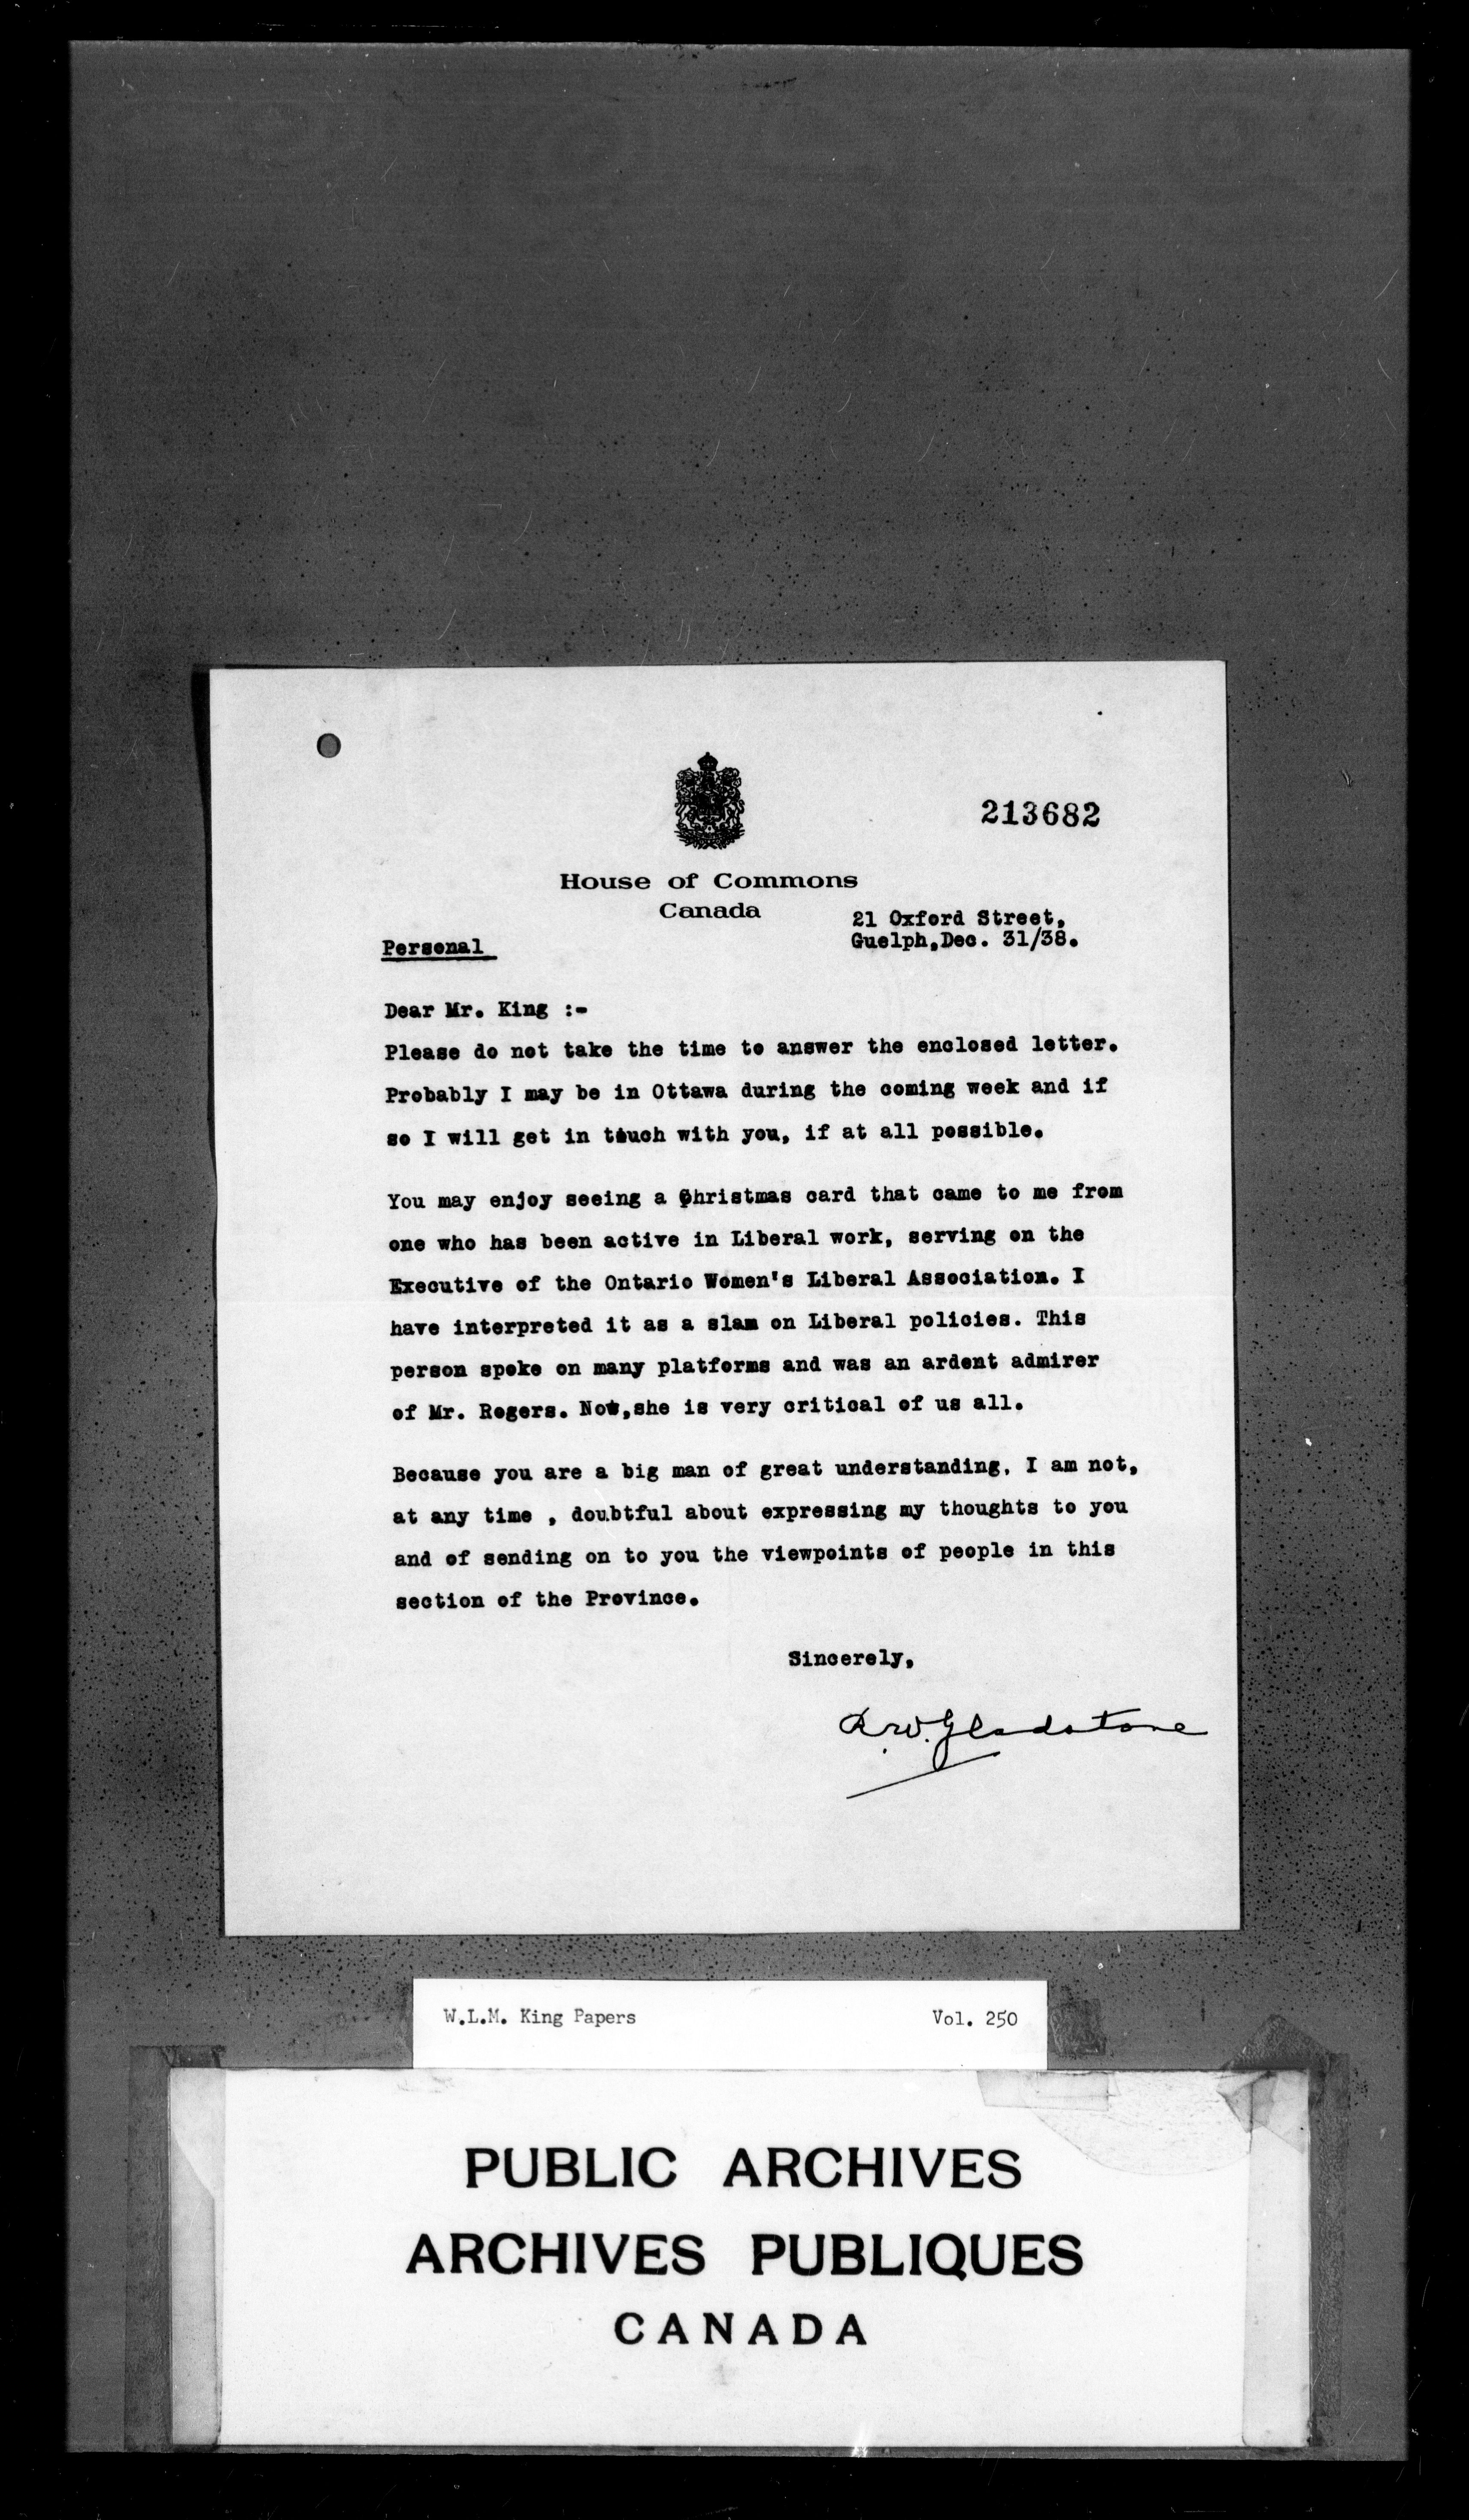 213682
House of Commons
Canada
21 Oxford Street,
Guelph,Dec. 31/38.
Personal
Dear Mr. King :-
Please do not take the time to answer the enclosed letter.
Probably I may be in Ottawa during the coming week and if
so I will get in touch with you, if at all possible.
You may enjoy seeing a Christmas card that came to me from
one who has been active in Liberal work, serving on the
Executive of the Ontario Women's Liberal Association. I
have interpreted it as a slam on Liberal policies. This
person spoke on many platforms and was an ardent admirer
of Mr. Rogers. Now,she is very critical of us all.
Because you are a big man of great understanding, I am not,
at any time , doubtful about expressing my thoughts to you
and of sending on to you the viewpoints of people in this
section of the Province.
Sincerely,
R.W. Gladstone
W.L.M. King Papers Vol. 250
PUBLIC ARCHIVES
ARCHIVES PUBLIQUES
CANADA